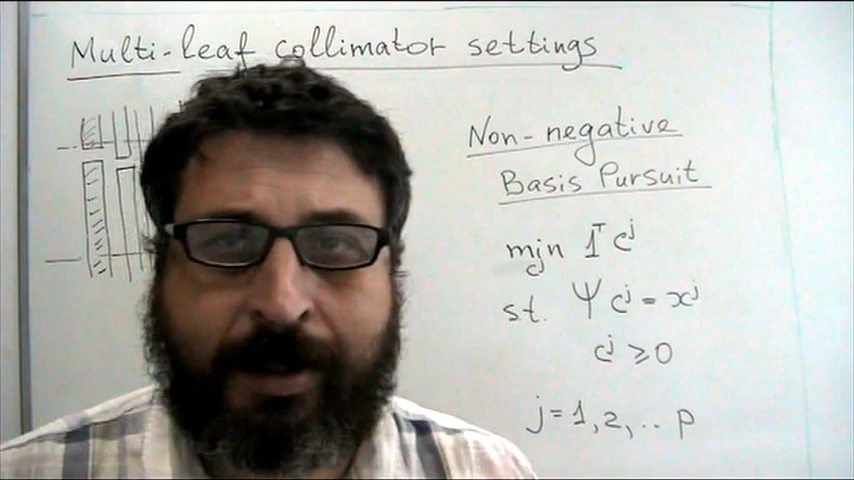 Multi-leaf collimator settings
Non-negative
Basis Pursuit
min 1ᵀ cʲ
cʲ
s.t. Ψ cʲ = xʲ
cʲ ≥ 0
j = 1, 2, .. p